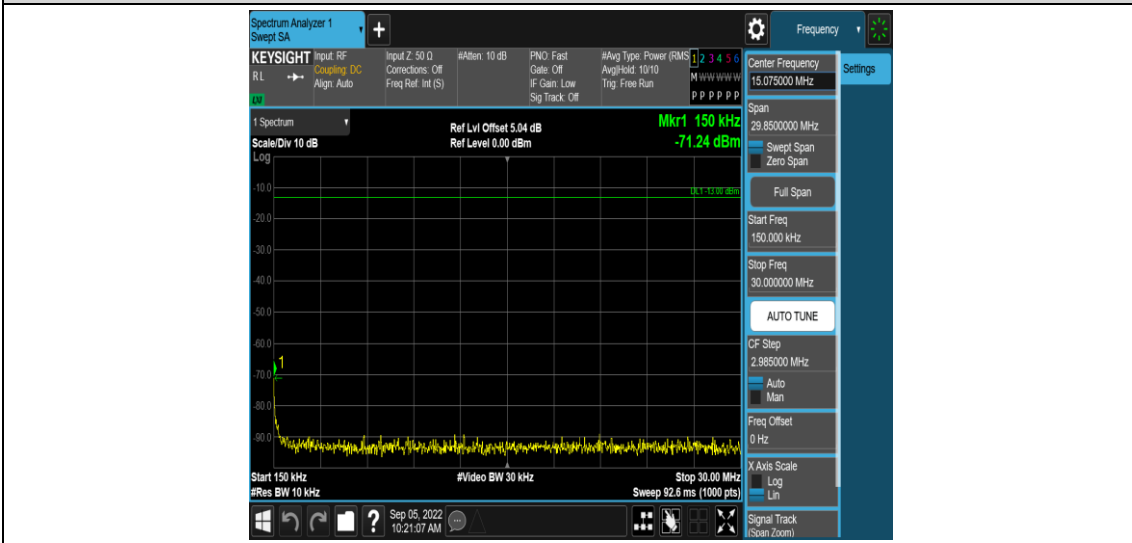 Spectrum Analyzer 1
Swept SA
+
Frequency
KEYSIGHT
RL
LXI
Input: RF
Coupling: DC
Align: Auto
Input Z: 50 Ω
Corrections: Off
Freq Ref: Int (S)
#Atten: 10 dB
PNO: Fast
Gate: Off
IF Gain: Low
Sig Track: Off
#Avg Type: Power (RMS
Avg|Hold: 10/10
Trig: Free Run
1 2 3 4 5 6
M W W W W W
P P P P P P
1 Spectrum
Scale/Div 10 dB
Log
Ref Lvl Offset 5.04 dB
Ref Level 0.00 dBm
Mkr1 150 kHz
-71.24 dBm
DL1 -13.00 dBm
-10.0
-20.0
-30.0
-40.0
-50.0
-60.0
-70.0
-80.0
-90.0
1
Start 150 kHz
#Res BW 10 kHz
#Video BW 30 kHz
Stop 30.00 MHz
Sweep 92.6 ms (1000 pts)
?
Sep 05, 2022
10:21:07 AM
Center Frequency
15.075000 MHz
Settings
Span
29.8500000 MHz
Swept Span
Zero Span
Full Span
Start Freq
150.000 kHz
Stop Freq
30.000000 MHz
AUTO TUNE
CF Step
2.985000 MHz
Auto
Man
Freq Offset
0 Hz
X Axis Scale
Log
Lin
Signal Track
(Span Zoom)